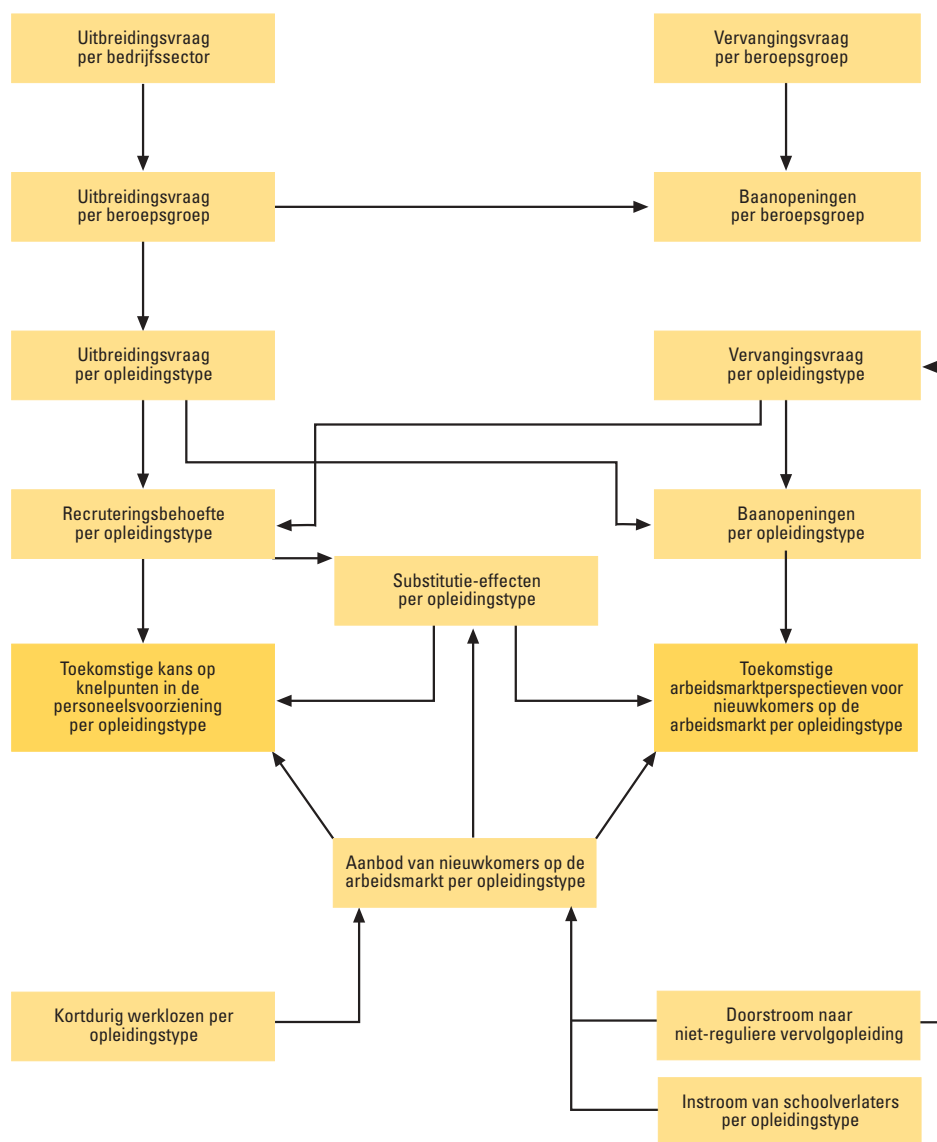 Uitbreidingsvraag
per bedrijfssector
Vervangingsvraag
per beroepsgroep
Uitbreidingsvraag
per beroepsgroep
Baanopeningen
per beroepsgroep
Uitbreidingsvraag
per opleidingstype
Vervangingsvraag
per opleidingstype
Recruteringsbehoefte
per opleidingstype
Baanopeningen
per opleidingstype
Substitutie-effecten
per opleidingstype
Toekomstige kans op
knelpunten in de
personeelsvoorziening
per opleidingstype
Toekomstige
arbeidsmarktperspectieven voor
nieuwkomers op de
arbeidsmarkt per opleidingstype
Aanbod van nieuwkomers op de
arbeidsmarkt per opleidingstype
Kortdurig werklozen per
opleidingstype
Doorstroom naar
niet-reguliere vervolgopleiding
Instroom van schoolverlaters
per opleidingstype